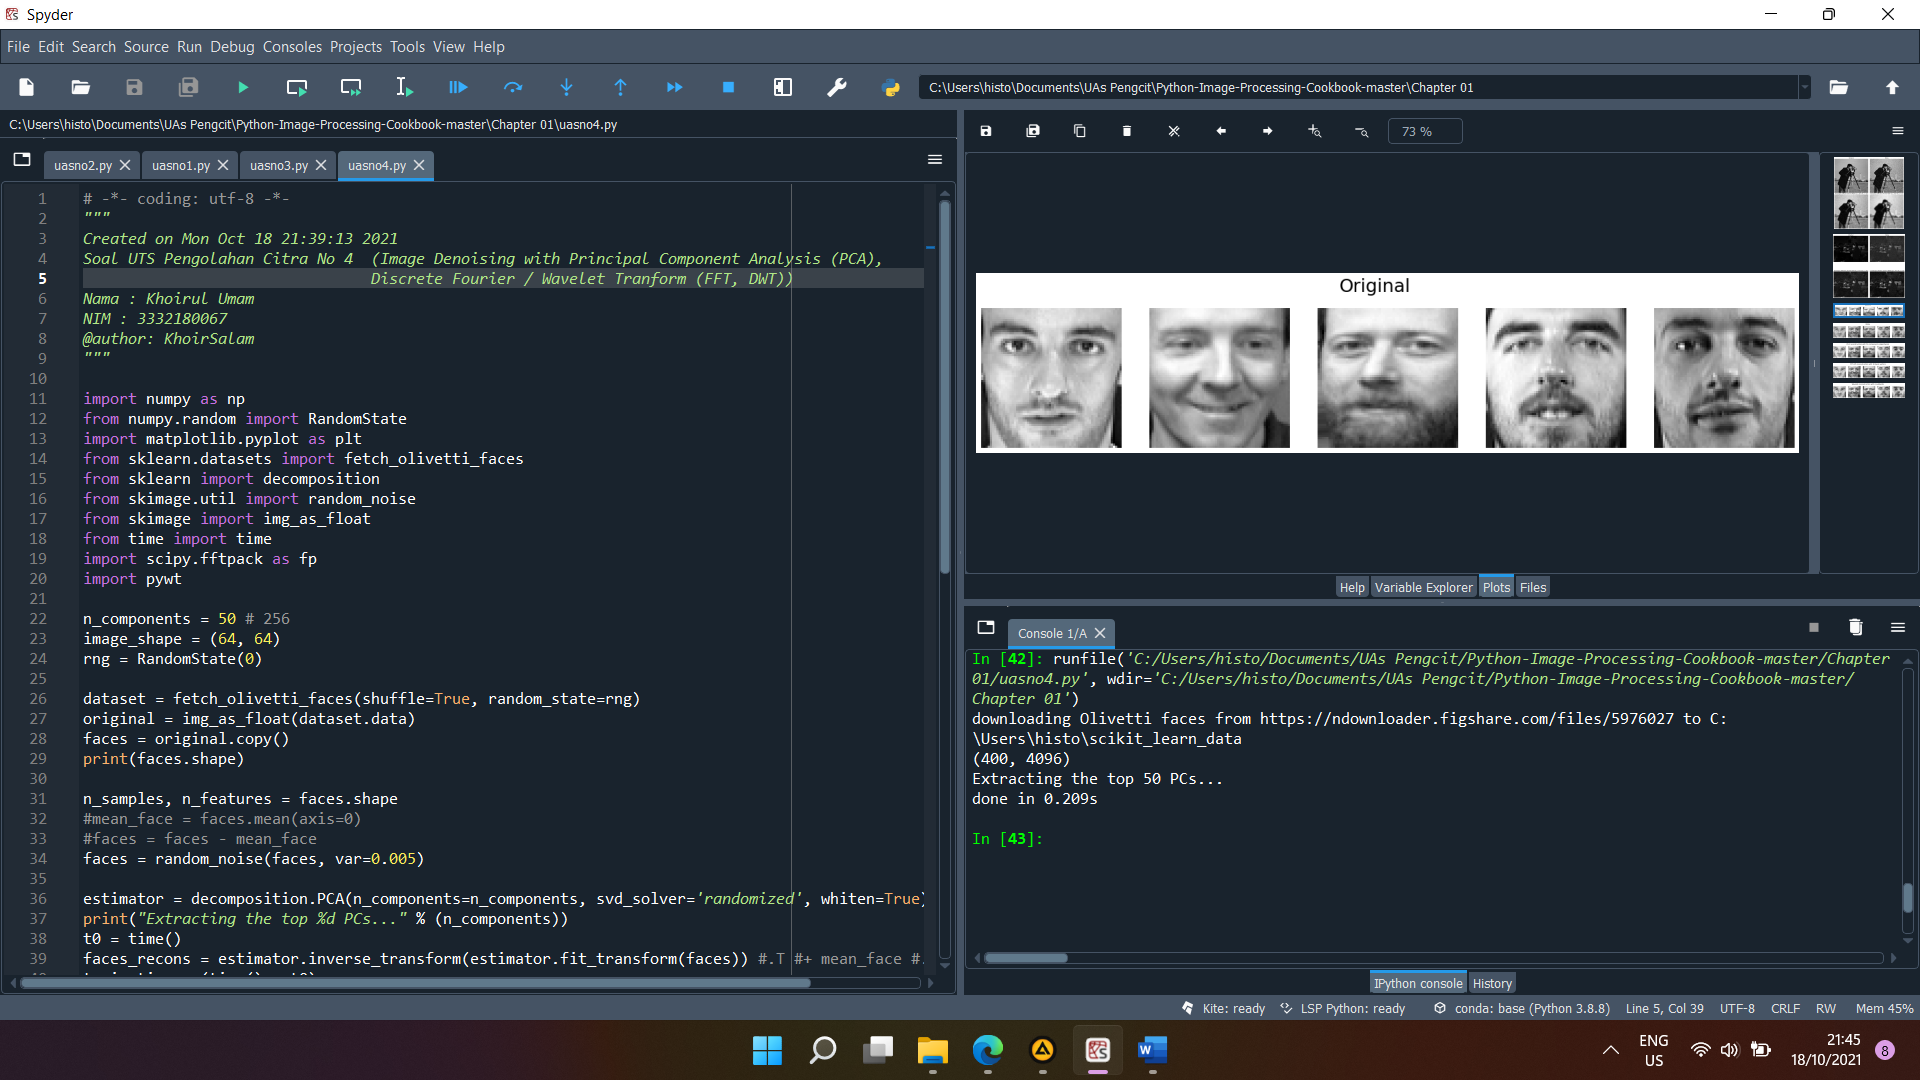 Spyder
File Edit Search Source Run Debug Consoles Projects Tools View Help
C:\Users\histo\Documents\UAs Pengcit\Python-Image-Processing-Cookbook-master\Chapter 01
C:\Users\histo\Documents\UAs Pengcit\Python-Image-Processing-Cookbook-master\Chapter 01\uasno4.py
uasno2.py uasno1.py uasno3.py uasno4.py
1 # -*- coding: utf-8 -*-
2 """
3 Created on Mon Oct 18 21:39:13 2021
4 Soal UTS Pengolahan Citra No 4 (Image Denoising with Principal Component Analysis (PCA),
5 Discrete Fourier / Wavelet Tranform (FFT, DWT))
6 Nama : Khoirul Umam
7 NIM : 3332180067
8 @author: KhoirSalam
9 """
10
11 import numpy as np
12 from numpy.random import RandomState
13 import matplotlib.pyplot as plt
14 from sklearn.datasets import fetch_olivetti_faces
15 from sklearn import decomposition
16 from skimage.util import random_noise
17 from skimage import img_as_float
18 from time import time
19 import scipy.fftpack as fp
20 import pywt
21
22 n_components = 50 # 256
23 image_shape = (64, 64)
24 rng = RandomState(0)
25
26 dataset = fetch_olivetti_faces(shuffle=True, random_state=rng)
27 original = img_as_float(dataset.data)
28 faces = original.copy()
29 print(faces.shape)
30
31 n_samples, n_features = faces.shape
32 #mean_face = faces.mean(axis=0)
33 #faces = faces - mean_face
34 faces = random_noise(faces, var=0.005)
35
36 estimator = decomposition.PCA(n_components=n_components, svd_solver='randomized', whiten=True)
37 print("Extracting the top %d PCs..." % (n_components))
38 t0 = time()
39 faces_recons = estimator.inverse_transform(estimator.fit_transform(faces)) #.T #+ mean_face #.
73 %
Original
Help Variable Explorer Plots Files
Console 1/A
In [42]: runfile('C:/Users/histo/Documents/UAs Pengcit/Python-Image-Processing-Cookbook-master/Chapter
01/uasno4.py', wdir='C:/Users/histo/Documents/UAs Pengcit/Python-Image-Processing-Cookbook-master/
Chapter 01')
downloading Olivetti faces from https://ndownloader.figshare.com/files/5976027 to C:
\Users\histo\scikit_learn_data
(400, 4096)
Extracting the top 50 PCs...
done in 0.209s
In [43]:
IPython console History
Kite: ready LSP Python: ready conda: base (Python 3.8.8) Line 5, Col 39 UTF-8 CRLF RW Mem 45%
ENG
US
21:45
18/10/2021
8